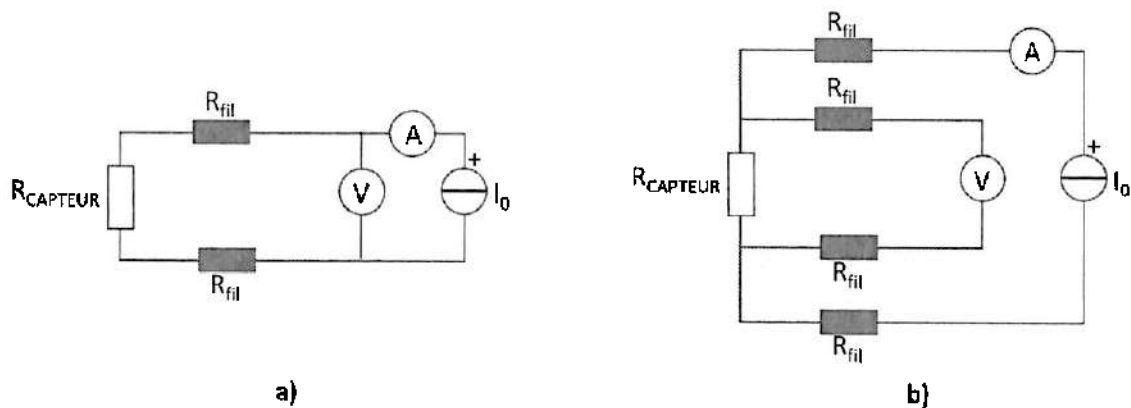 R_fil
A
+
R_CAPTEUR
V
I_0
R_fil
a)
R_fil
A
R_fil
+
R_CAPTEUR
V
I_0
R_fil
R_fil
b)